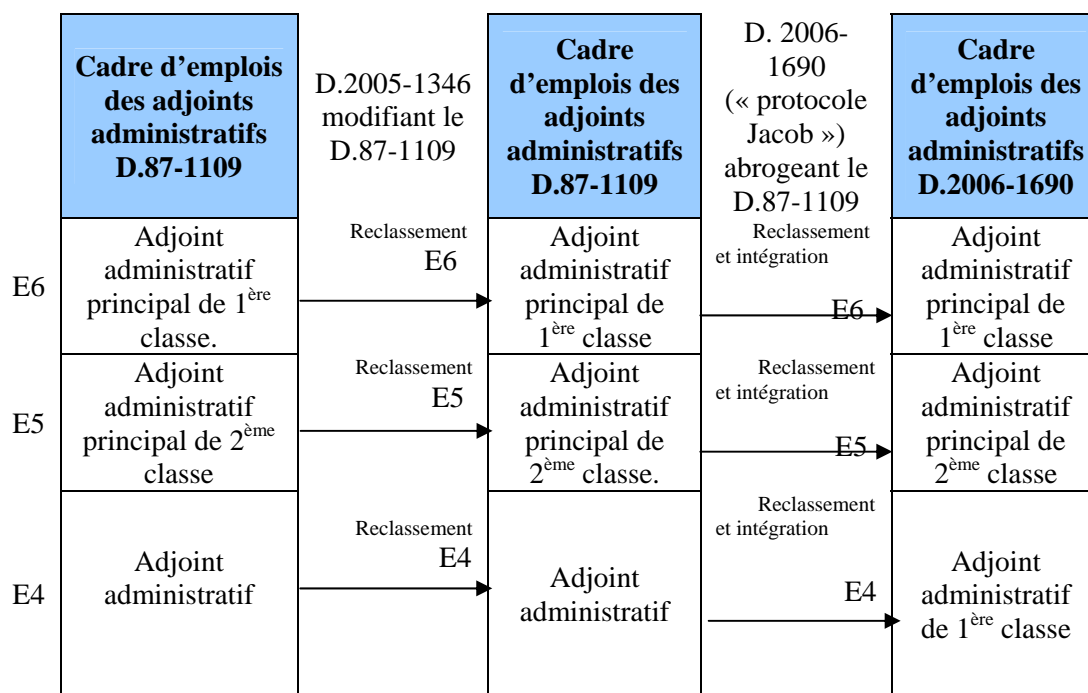 Cadre d’emplois
des adjoints
administratifs
D.87-1109
D.2005-1346
modifiant le
D.87-1109
Cadre
d’emplois des
adjoints
administratifs
D.87-1109
D. 2006-
1690
(« protocole
Jacob »)
abrogeant le
D.87-1109
Cadre
d’emplois des
adjoints
administratifs
D.2006-1690
E6
Adjoint
administratif
principal de 1ère
classe.
Reclassement
E6
Adjoint
administratif
principal de
1ère classe
Reclassement
et intégration
E6
Adjoint
administratif
principal de
1ère classe
E5
Adjoint
administratif
principal de 2ème
classe
Reclassement
E5
Adjoint
administratif
principal de
2ème classe.
Reclassement
et intégration
E5
Adjoint
administratif
principal de
2ème classe
E4
Adjoint
administratif
Reclassement
E4
Adjoint
administratif
Reclassement
et intégration
E4
Adjoint
administratif
de 1ère classe